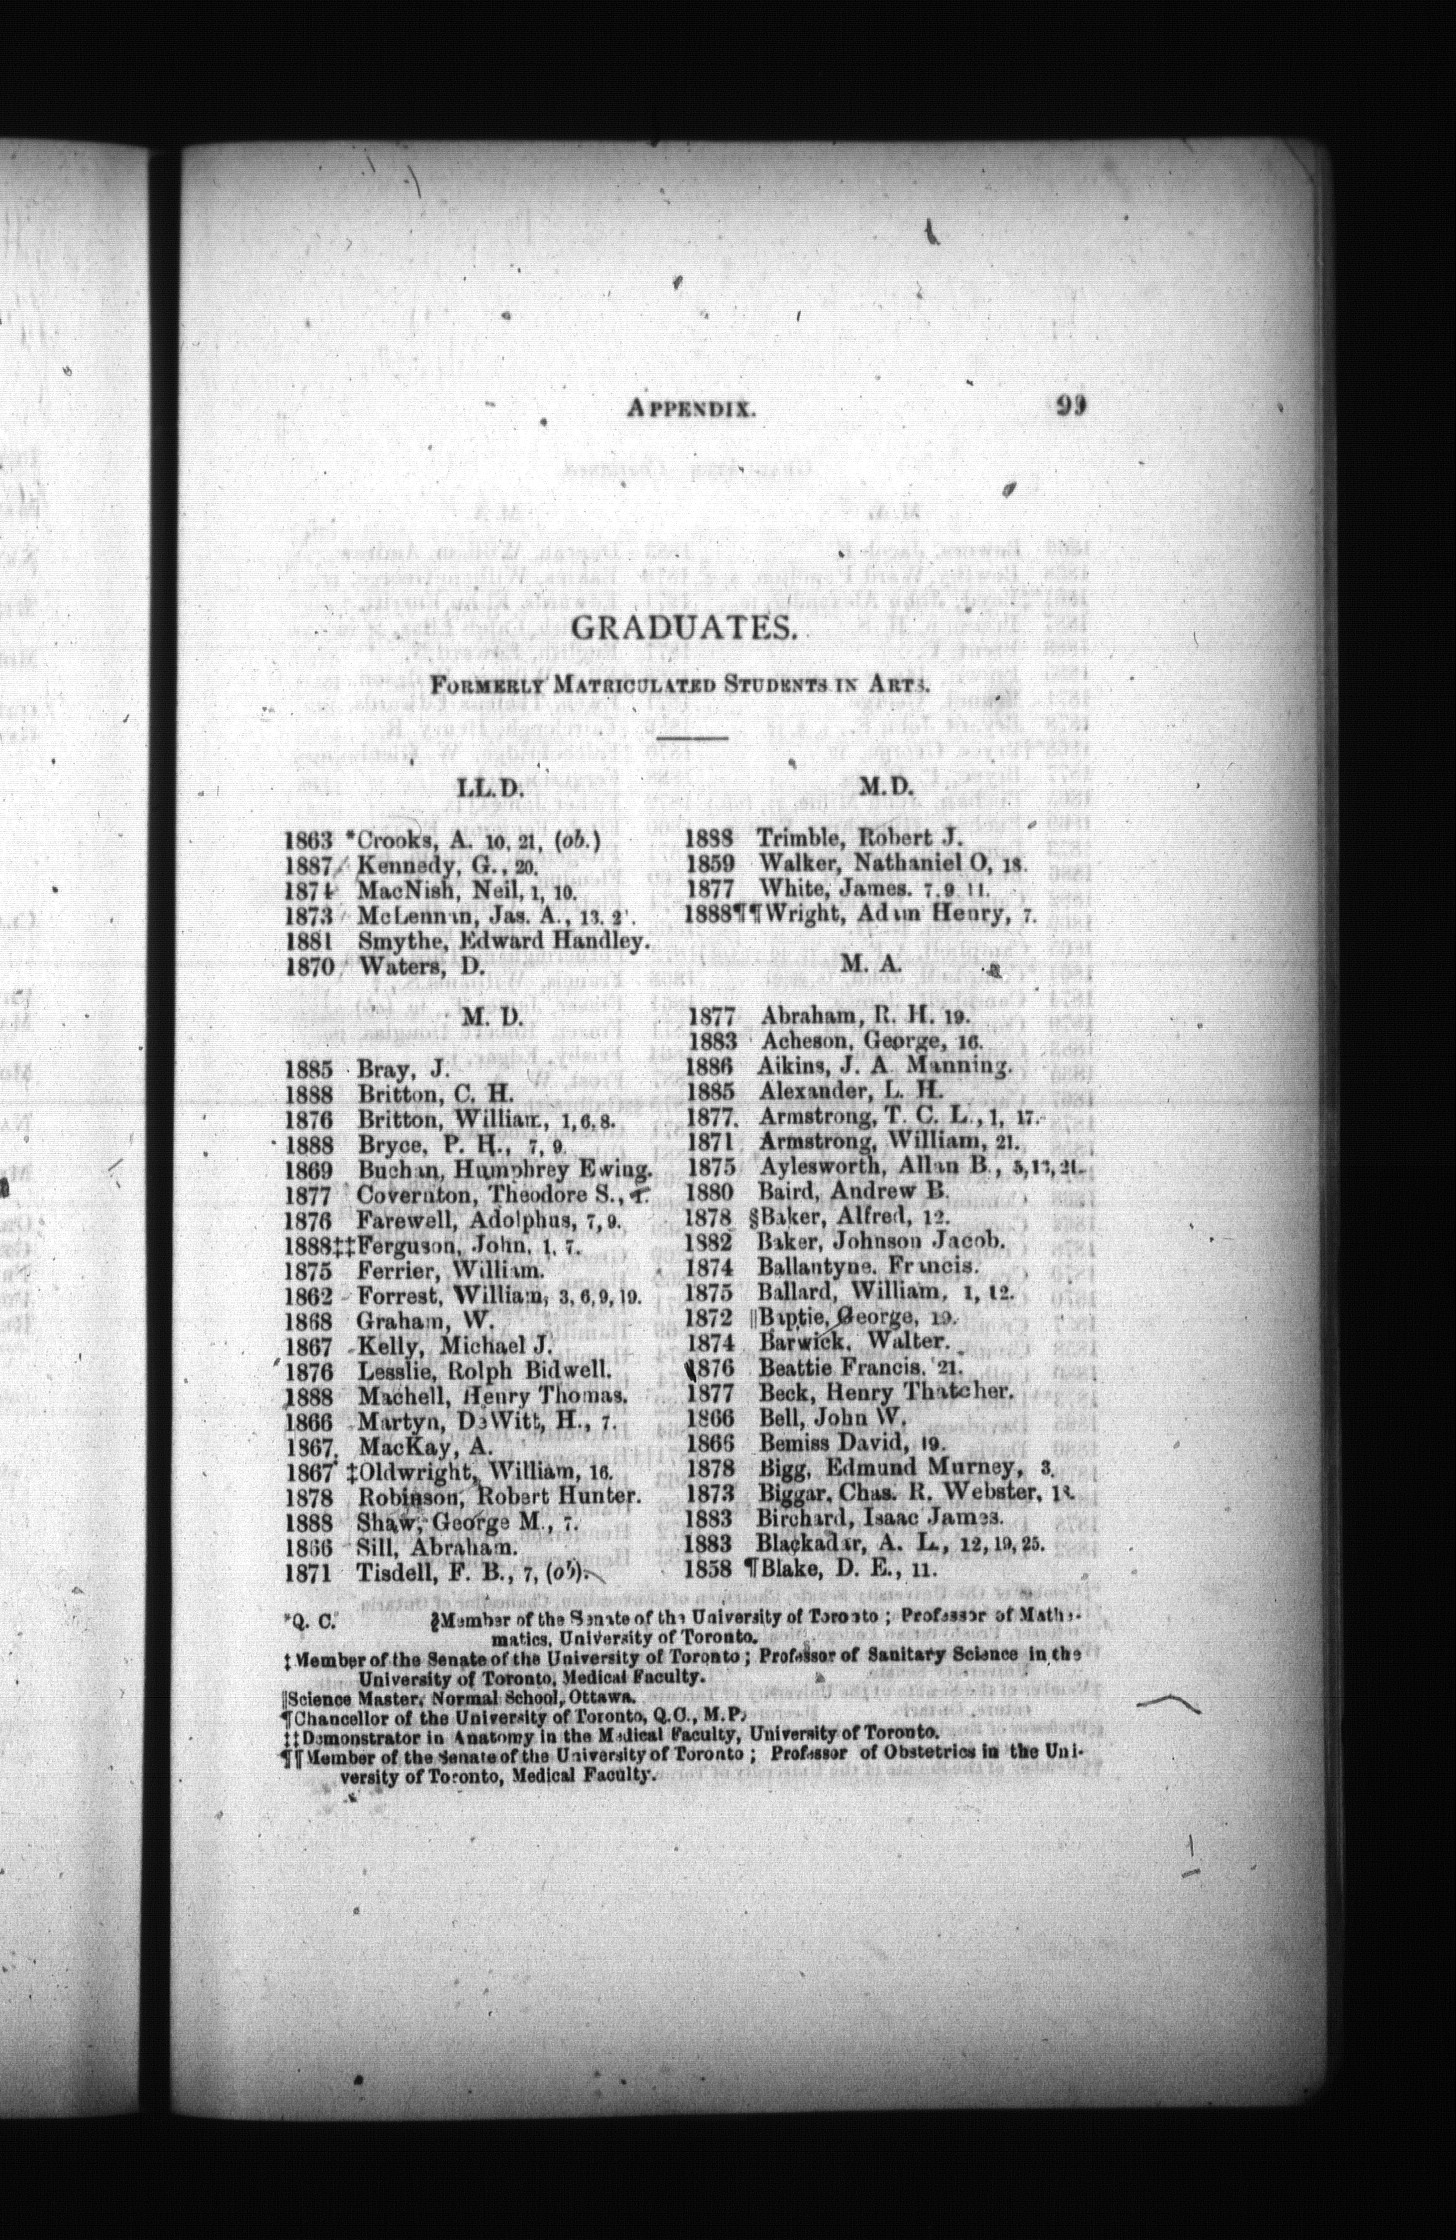 APPENDIX. 99
GRADUATES.
FORMERLY MATRICULATED STUDENTS IN ARTS.
LL.D.
1863 *Crooks, A. 10, 21, (ob.)
1887 Kennedy, G., 20.
1874 MacNish, Neil, 1, 10.
1873 McLennan, Jas. A., 13.
1881 Smythe, Edward Handley.
1870 Waters, D.
M. D.
1885 Bray, J.
1888 Britton, C. H.
1876 Britton, William, 1, 6, 8.
1888 Bryce, P. H., 7, 9.
1869 Buchan, Humphrey Ewing.
1877 Covernton, Theodore S.,
1876 Farewell, Adolphus, 7, 9.
1888‡‡Ferguson, John, 1, 7.
1875 Ferrier, William.
1862 Forrest, William, 3, 6, 9, 19.
1868 Graham, W.
1867 Kelly, Michael J.
1876 Lesslie, Rolph Bidwell.
1888 Machell, Henry Thomas.
1866 Martyn, DeWitt, H., 7.
1867 MacKay, A.
1867 ‡Oldwright, William, 16.
1878 Robinson, Robert Hunter.
1888 Shaw, George M., 7.
1866 Sill, Abraham.
1871 Tisdell, F. B., 7, (ob).
M.D.
1888 Trimble, Robert J.
1859 Walker, Nathaniel O, 18.
1877 White, James. 7, 9 11.
1888¶¶Wright, Adam Henry, 7.
M. A.
1877 Abraham, R. H. 19.
1883 Acheson, George, 16.
1886 Aikins, J. A. Manning.
1885 Alexander, L. H.
1877. Armstrong, T. C. L., 1, 17.
1871 Armstrong, William, 21.
1875 Aylesworth, Allan B., 5, 13, 21.
1880 Baird, Andrew B.
1878 §Baker, Alfred, 12.
1882 Baker, Johnson Jacob.
1874 Ballantyne. Francis.
1875 Ballard, William, 1, 12.
1872 ||Baptie, George, 19.
1874 Barwick, Walter.
1876 Beattie Francis. 21.
1877 Beck, Henry Thatcher.
1866 Bell, John W.
1866 Bemiss David, 19.
1878 Bigg, Edmund Murney, 3.
1873 Biggar, Chas. R. Webster,
1883 Birchard, Isaac James.
1883 Blackadar, A. L., 12, 19, 25.
1858 ¶Blake, D. E., 11.
*Q. C. §Member of the Senate of the University of Toronto; Professor of Mathe-
matics, University of Toronto.
‡Member of the Senate of the University of Toronto; Professor of Sanitary Science in the
University of Toronto, Medical Faculty.
||Science Master, Normal School, Ottawa.
¶Chancellor of the University of Toronto, Q.C., M.P.
‡‡Demonstrator in Anatomy in the Medical Faculty, University of Toronto.
¶¶Member of the Senate of the University of Toronto; Professor of Obstetrics in the Uni-
versity of Toronto, Medical Faculty.